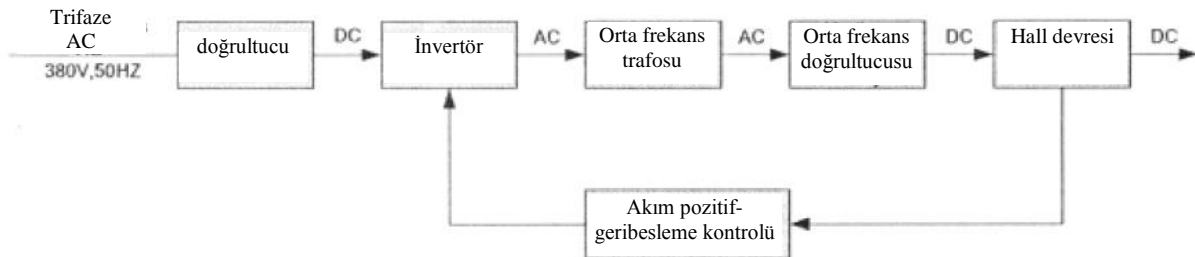 Trifaze
AC
380V,50HZ
doğrultucu
DC
İnvertör
AC
Orta frekans
trafosu
AC
Orta frekans
doğrultucusu
DC
Hall devresi
DC
Akım pozitif-
geribesleme kontrolü